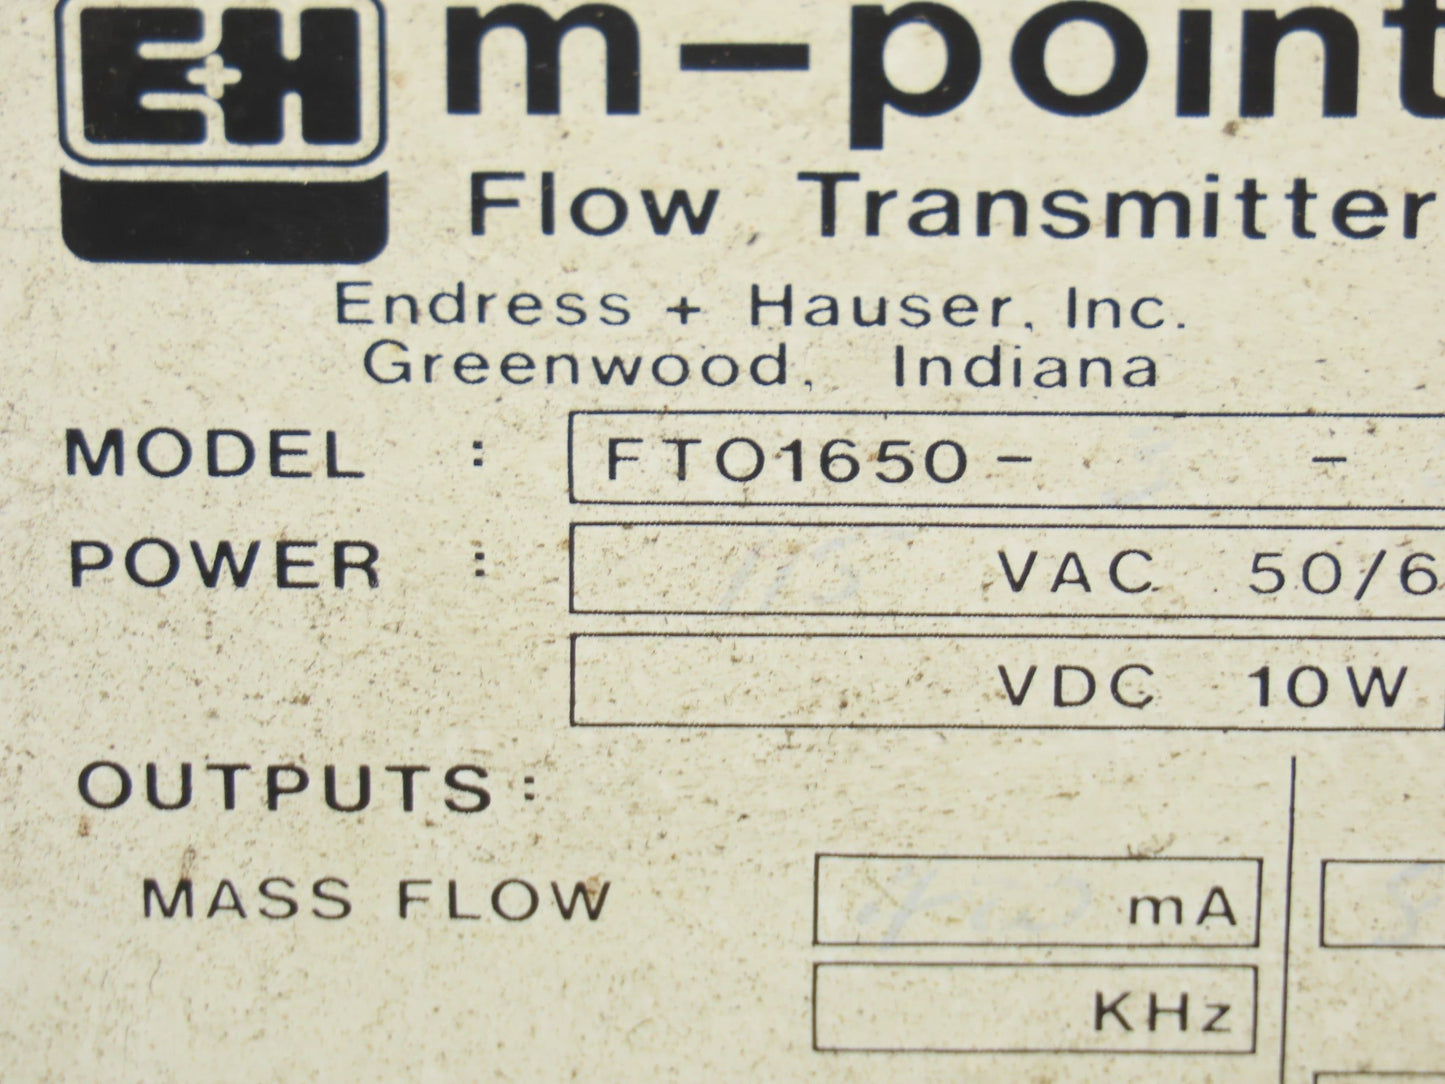 E+H m-point
Flow Transmitter
Endress + Hauser, Inc.
Greenwood, Indiana
MODEL : FTO1650- -
POWER : 115 VAC 50/6
VDC 10W
OUTPUTS:
MASS FLOW mA
KHz